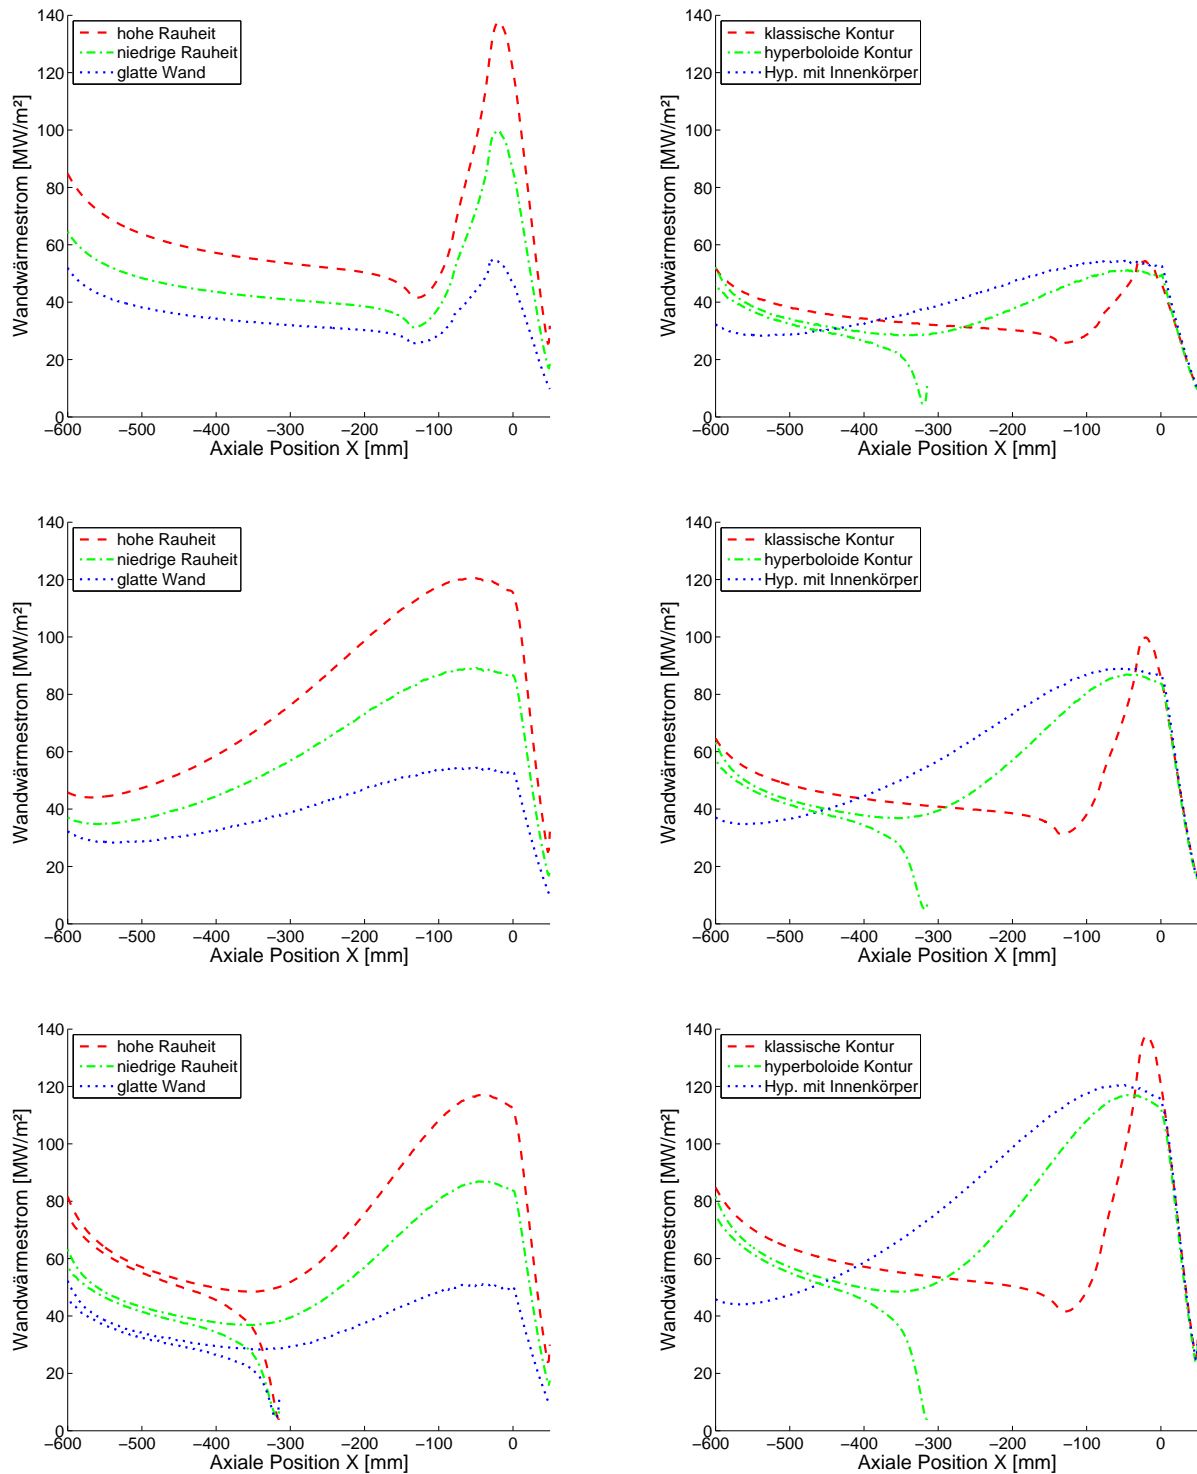 140
120
100
80
60
40
20
0
Wandwärmestrom [MW/m²]
hohe Rauheit
niedrige Rauheit
glatte Wand
−600 −500 −400 −300 −200 −100 0
Axiale Position X [mm]
140
120
100
80
60
40
20
0
Wandwärmestrom [MW/m²]
klassische Kontur
hyperboloide Kontur
Hyp. mit Innenkörper
−600 −500 −400 −300 −200 −100 0
Axiale Position X [mm]
140
120
100
80
60
40
20
0
Wandwärmestrom [MW/m²]
hohe Rauheit
niedrige Rauheit
glatte Wand
−600 −500 −400 −300 −200 −100 0
Axiale Position X [mm]
140
120
100
80
60
40
20
0
Wandwärmestrom [MW/m²]
klassische Kontur
hyperboloide Kontur
Hyp. mit Innenkörper
−600 −500 −400 −300 −200 −100 0
Axiale Position X [mm]
140
120
100
80
60
40
20
0
Wandwärmestrom [MW/m²]
hohe Rauheit
niedrige Rauheit
glatte Wand
−600 −500 −400 −300 −200 −100 0
Axiale Position X [mm]
140
120
100
80
60
40
20
0
Wandwärmestrom [MW/m²]
klassische Kontur
hyperboloide Kontur
Hyp. mit Innenkörper
−600 −500 −400 −300 −200 −100 0
Axiale Position X [mm]